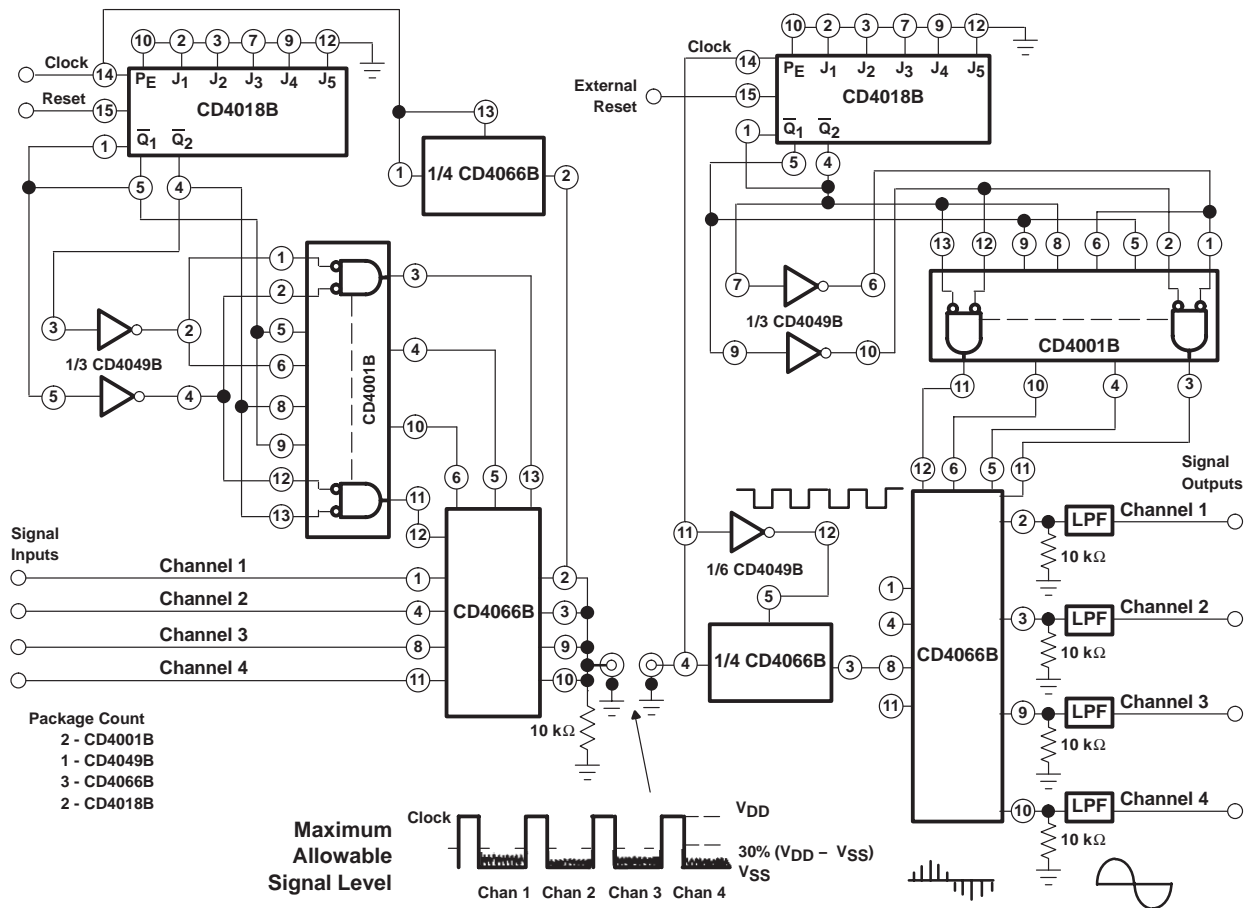 10 2 3 7 9 12
Clock 14 PE J1 J2 J3 J4 J5
CD4018B
Reset 15
1 Q̅1 Q̅2
5 4
13
1 1/4 CD4066B 2
1 3
2
3 2 5 4
1/3 CD4049B
6
CD4001B
5 4 8
9 10
12 11
13
6 5 13
12
Signal
Inputs
Channel 1 1 2
Channel 2 4 CD4066B 3
Channel 3 8 9
Channel 4 11 10
10 kΩ
Package Count
2 - CD4001B
1 - CD4049B
3 - CD4066B
2 - CD4018B
10 2 3 7 9 12
Clock 14 PE J1 J2 J3 J4 J5
CD4018B
External
Reset 15
1 Q̅1 Q̅2
5 4
13 12 9 8 6 5 2 1
7 6
1/3 CD4049B
9 10
CD4001B
11 10 4 3
12 6 5 11
11 12
1/6 CD4049B
5
4 1/4 CD4066B 3 8
1
4
CD4066B
11
Signal
Outputs
2 LPF Channel 1
10 kΩ
3 LPF Channel 2
10 kΩ
9 LPF Channel 3
10 kΩ
10 LPF Channel 4
10 kΩ
Maximum
Allowable
Signal Level
Clock VDD
30% (VDD – VSS)
VSS
Chan 1 Chan 2 Chan 3 Chan 4